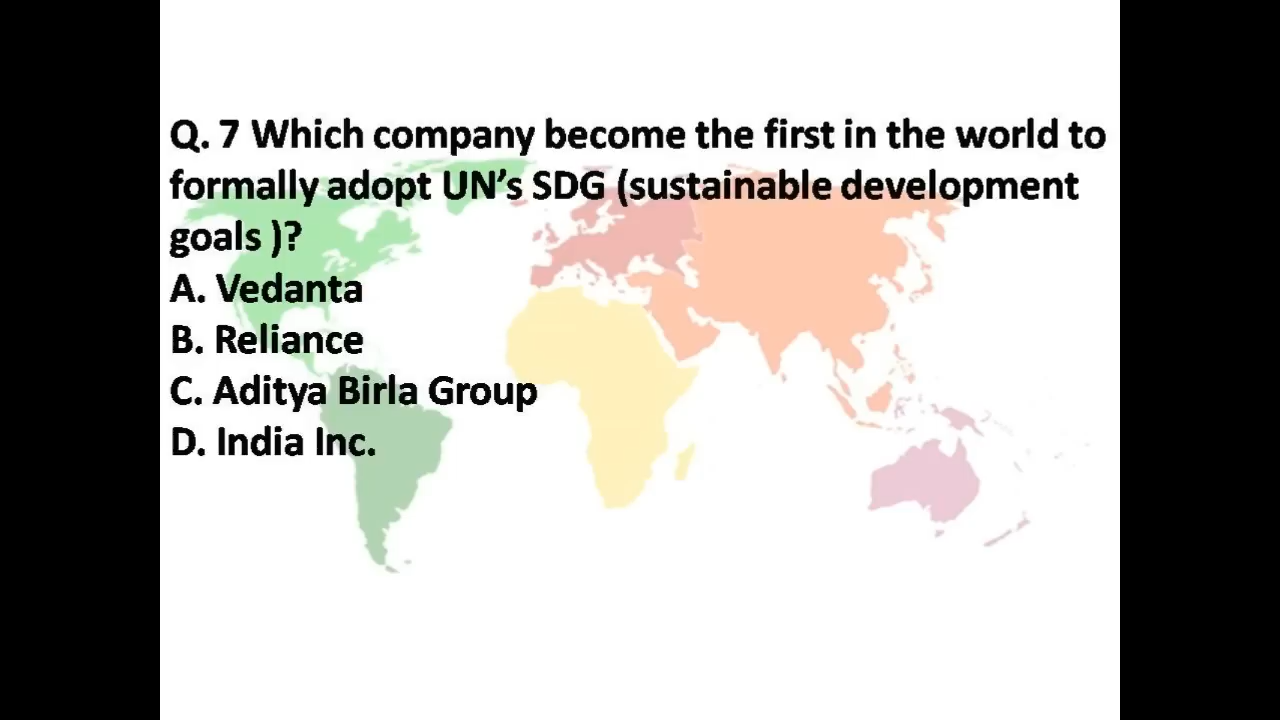 Q. 7 Which company become the first in the world to
formally adopt UN’s SDG (sustainable development
goals )?
A. Vedanta
B. Reliance
C. Aditya Birla Group
D. India Inc.